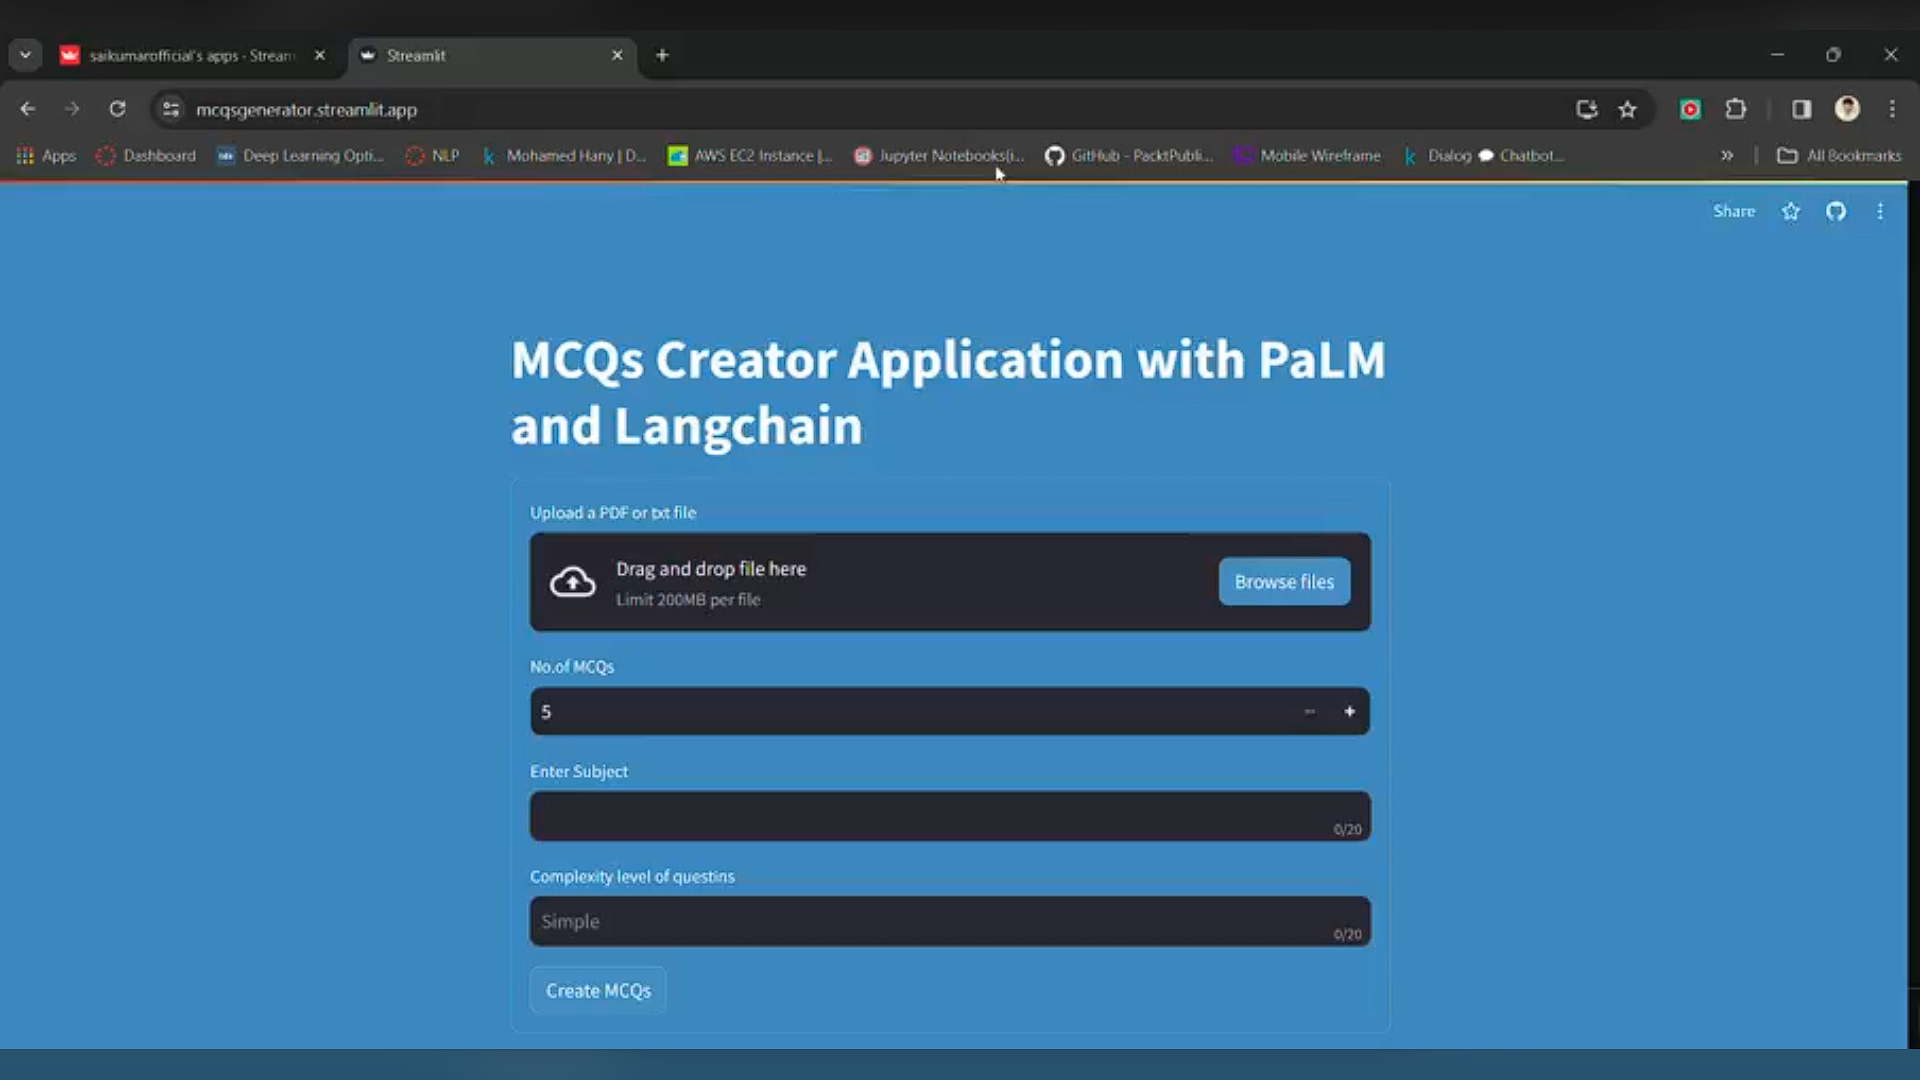 saikumarofficial's apps - Stream
Streamlit
mcqsgenerator.streamlit.app
Apps
Dashboard
Deep Learning Opti...
NLP
Mohamed Hany | D...
AWS EC2 Instance |...
Jupyter Notebooks(i...
GitHub - PacktPubli...
Mobile Wireframe
Dialog 💬 Chatbot...
All Bookmarks
Share
MCQs Creator Application with PaLM
and Langchain
Upload a PDF or txt file
Drag and drop file here
Limit 200MB per file
Browse files
No.of MCQs
5
Enter Subject
0/20
Complexity level of questins
Simple
0/20
Create MCQs